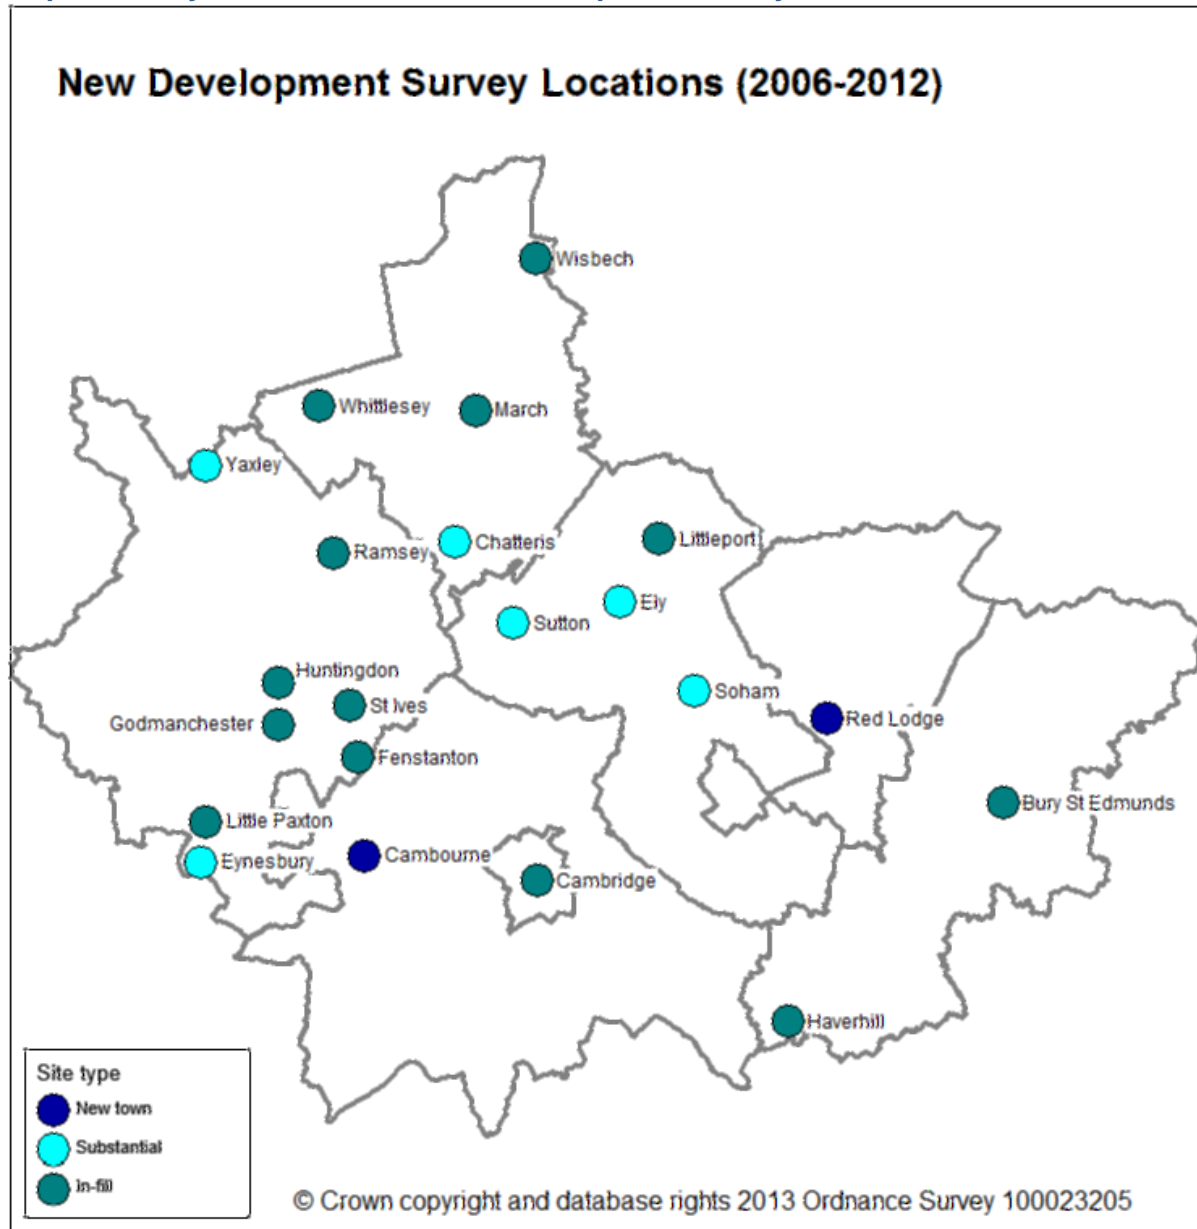 New Development Survey Locations (2006-2012)
Wisbech
Whittlesey
March
Yaxley
Chatteris
Littleport
Ramsey
Ely
Sutton
Huntingdon
Soham
St Ives
Godmanchester
Red Lodge
Fenstanton
Bury St Edmunds
Little Paxton
Cambourne
Eynesbury
Cambridge
Haverhill
Site type
New town
Substantial
In-fill
© Crown copyright and database rights 2013 Ordnance Survey 100023205